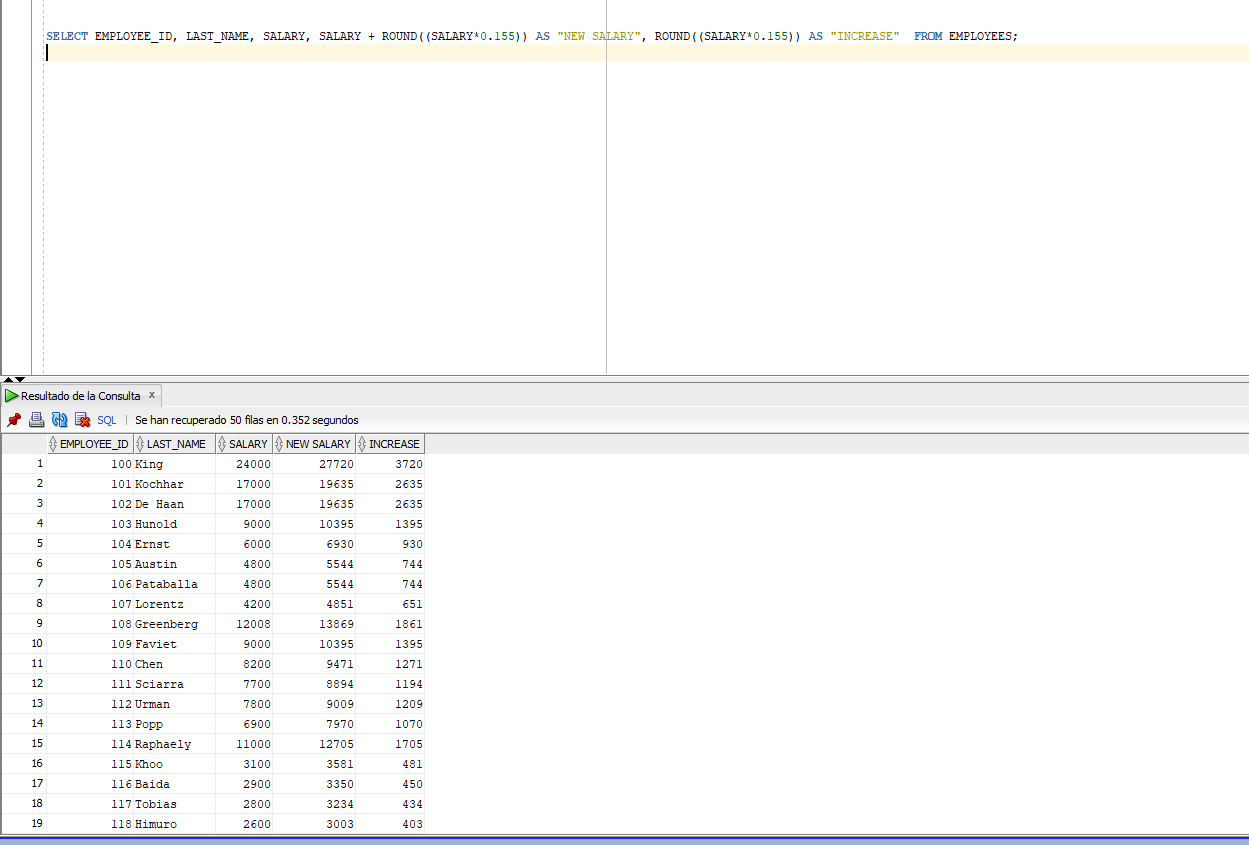 SELECT EMPLOYEE_ID, LAST_NAME, SALARY, SALARY + ROUND((SALARY*0.155)) AS "NEW SALARY", ROUND((SALARY*0.155)) AS "INCREASE"  FROM EMPLOYEES;
Resultado de la Consulta x
SQL | Se han recuperado 50 filas en 0.352 segundos
EMPLOYEE_ID LAST_NAME SALARY NEW SALARY INCREASE
1 100 King 24000 27720 3720
2 101 Kochhar 17000 19635 2635
3 102 De Haan 17000 19635 2635
4 103 Hunold 9000 10395 1395
5 104 Ernst 6000 6930 930
6 105 Austin 4800 5544 744
7 106 Pataballa 4800 5544 744
8 107 Lorentz 4200 4851 651
9 108 Greenberg 12008 13869 1861
10 109 Faviet 9000 10395 1395
11 110 Chen 8200 9471 1271
12 111 Sciarra 7700 8894 1194
13 112 Urman 7800 9009 1209
14 113 Popp 6900 7970 1070
15 114 Raphaely 11000 12705 1705
16 115 Khoo 3100 3581 481
17 116 Baida 2900 3350 450
18 117 Tobias 2800 3234 434
19 118 Himuro 2600 3003 403